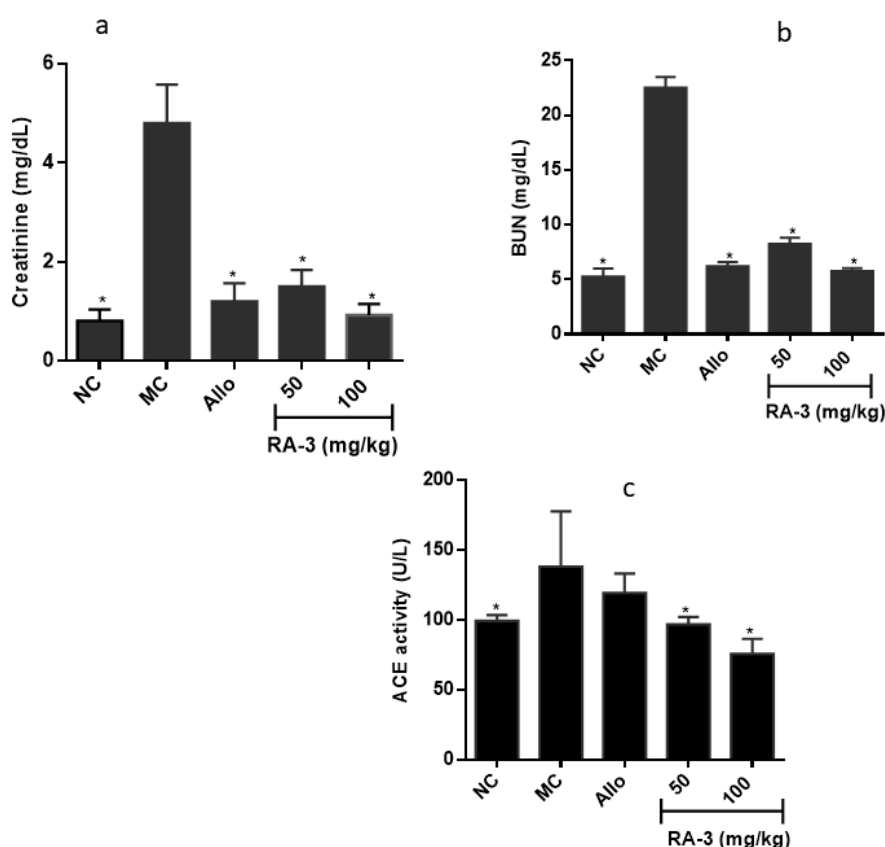 a
Creatinine (mg/dL)
6
4
2
0
*
*
*
*
NC
MC
Allo
50
100
RA-3 (mg/kg)
b
BUN (mg/dL)
25
20
15
10
5
0
*
*
*
*
NC
MC
Allo
50
100
RA-3 (mg/kg)
c
ACE activity (U/L)
200
150
100
50
0
*
*
*
NC
MC
Allo
50
100
RA-3 (mg/kg)